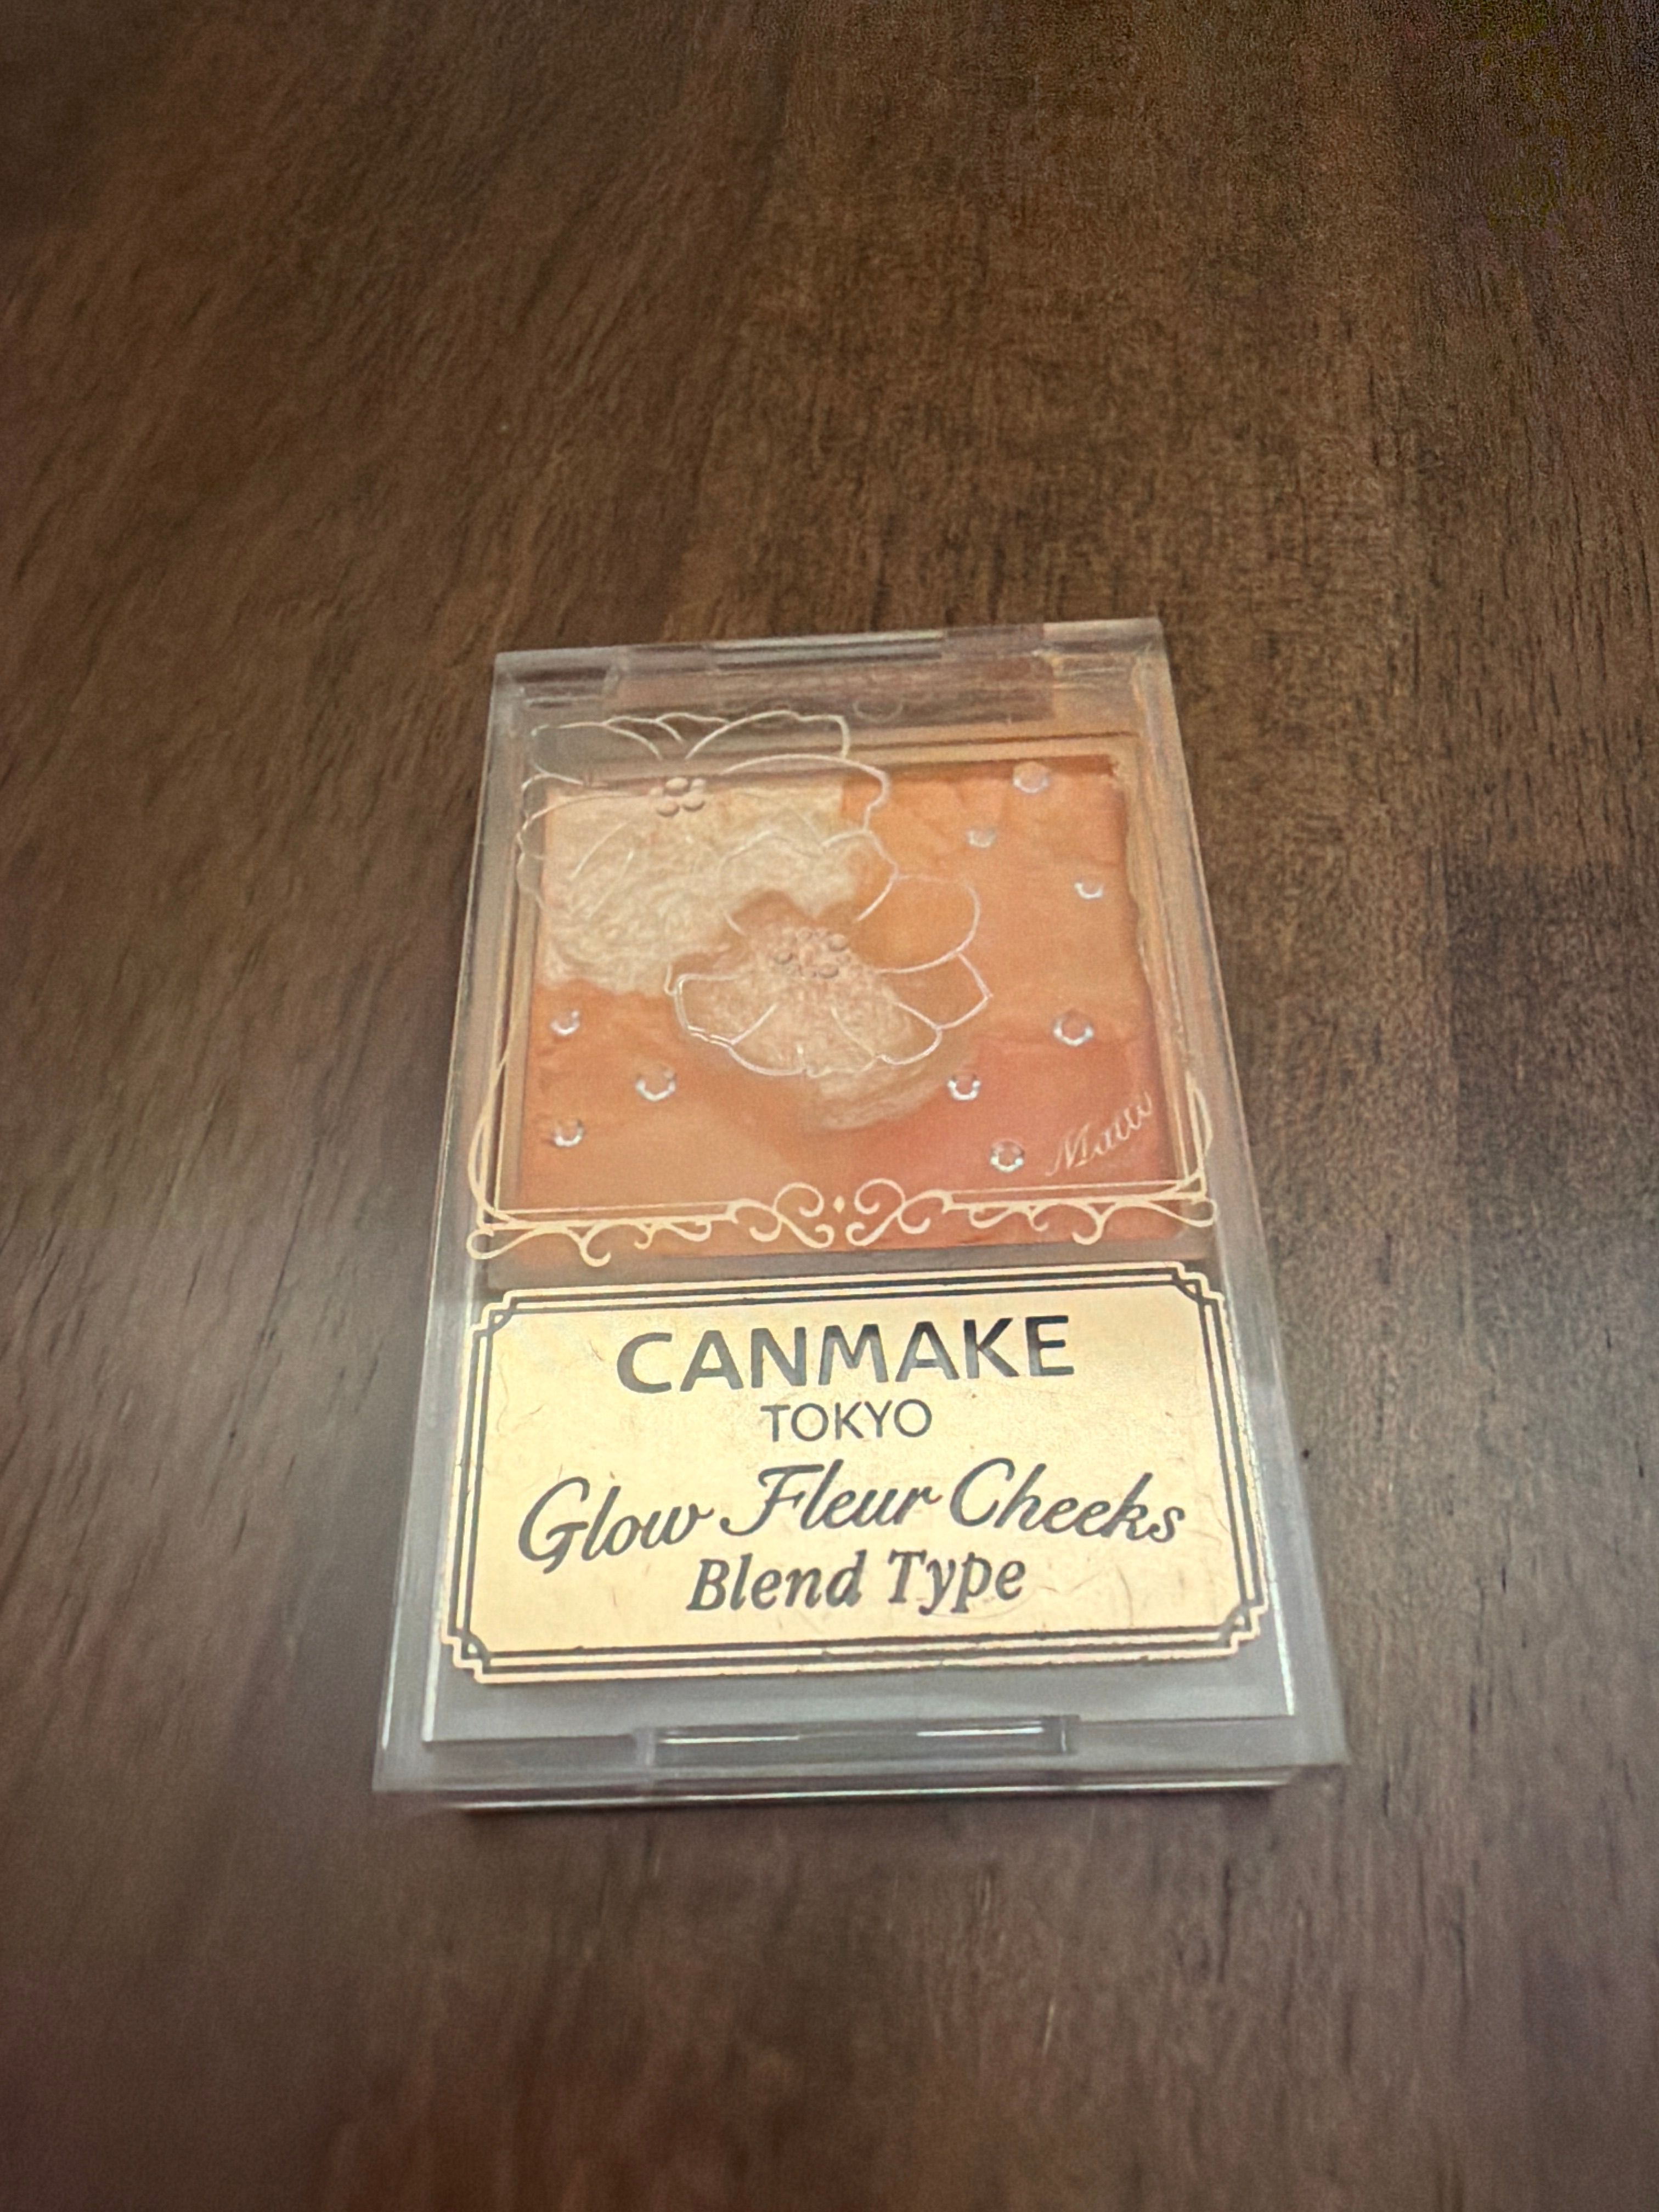 CANMAKE
TOKYO
Glow Fleur Cheeks
Blend Type